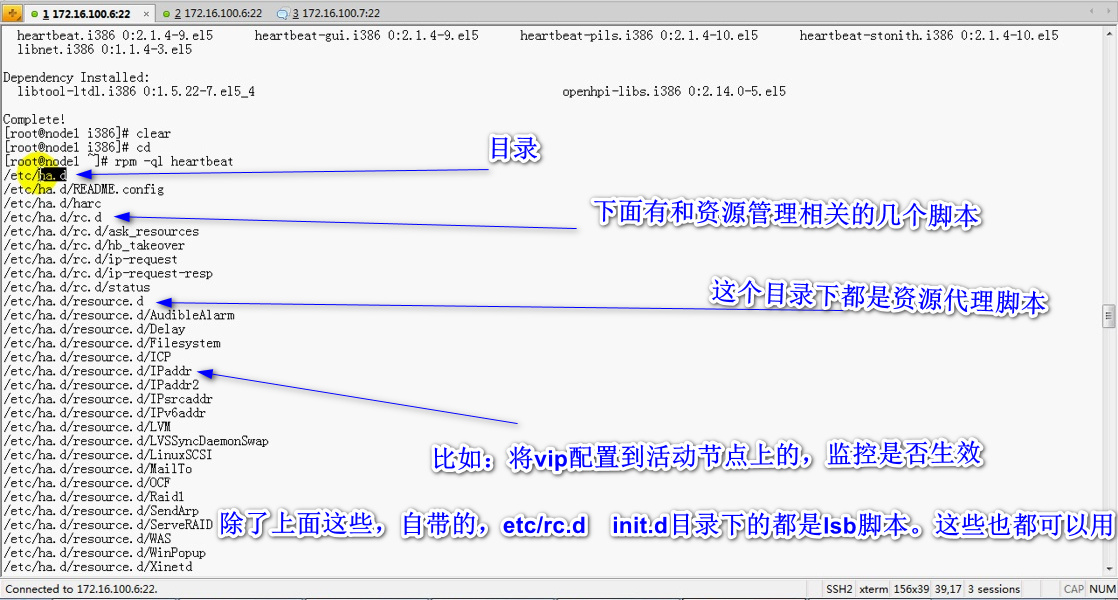 1 172.16.100.6:22 × 2 172.16.100.6:22 3 172.16.100.7:22
heartbeat.i386 0:2.1.4-9.el5 heartbeat-gui.i386 0:2.1.4-9.el5 heartbeat-pils.i386 0:2.1.4-10.el5 heartbeat-stonith.i386 0:2.1.4-10.el5
libnet.i386 0:1.1.4-3.el5
Dependency Installed:
libtool-ltdl.i386 0:1.5.22-7.el5_4 openhpi-libs.i386 0:2.14.0-5.el5
Complete!
[root@node1 i386]# clear
[root@node1 i386]# cd
[root@node1 ~]# rpm -ql heartbeat
目录
/etc/ha.d
/etc/ha.d/README.config
/etc/ha.d/harc
下面有和资源管理相关的几个脚本
/etc/ha.d/rc.d
/etc/ha.d/rc.d/ask_resources
/etc/ha.d/rc.d/hb_takeover
/etc/ha.d/rc.d/ip-request
/etc/ha.d/rc.d/ip-request-resp
/etc/ha.d/rc.d/status
这个目录下都是资源代理脚本
/etc/ha.d/resource.d
/etc/ha.d/resource.d/AudibleAlarm
/etc/ha.d/resource.d/Delay
/etc/ha.d/resource.d/Filesystem
/etc/ha.d/resource.d/ICP
/etc/ha.d/resource.d/IPaddr
/etc/ha.d/resource.d/IPaddr2
/etc/ha.d/resource.d/IPsrcaddr
/etc/ha.d/resource.d/IPv6addr
/etc/ha.d/resource.d/LVM
/etc/ha.d/resource.d/LVSSyncDaemonSwap
/etc/ha.d/resource.d/LinuxSCSI
比如：将vip配置到活动节点上的，监控是否生效
/etc/ha.d/resource.d/MailTo
/etc/ha.d/resource.d/OCF
/etc/ha.d/resource.d/Raid1
/etc/ha.d/resource.d/SendArp
/etc/ha.d/resource.d/ServeRAID
除了上面这些，自带的，etc/rc.d init.d目录下的都是lsb脚本。这些也都可以用
/etc/ha.d/resource.d/WAS
/etc/ha.d/resource.d/WinPopup
/etc/ha.d/resource.d/Xinetd
Connected to 172.16.100.6:22. SSH2 xterm 156x39 39,17 3 sessions CAP NUM